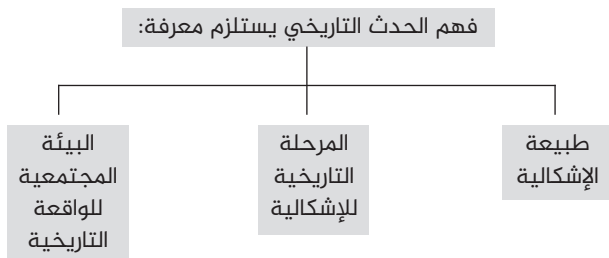 فهم الحدث التاريخي يستلزم معرفة:
طبيعة
الإشكالية
المرحلة
التاريخية
للإشكالية
البيئة
المجتمعية
للواقعة
التاريخية